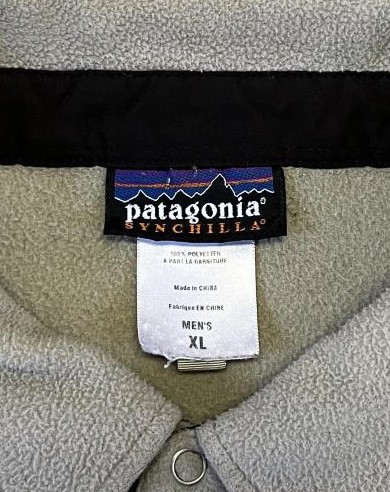 patagonia®
SYNCHILLA®
100% POLYESTER
À PART LA GARNITURE
Made in CHINA
Fabriqué EN CHINE
MEN'S
XL